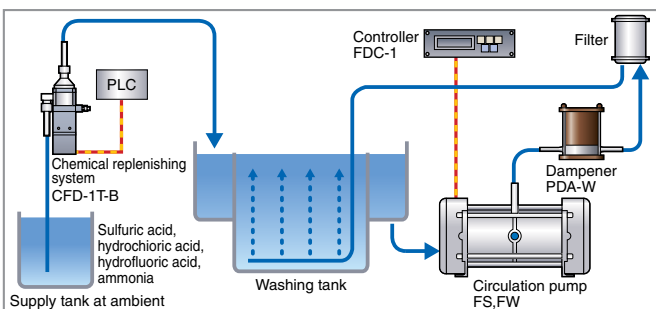 Controller
FDC-1
Filter
PLC
Chemical replenishing
system
CFD-1T-B
Dampener
PDA-W
Sulfuric acid,
hydrochioric acid,
hydrofluoric acid,
ammonia
Washing tank
Circulation pump
FS,FW
Supply tank at ambient